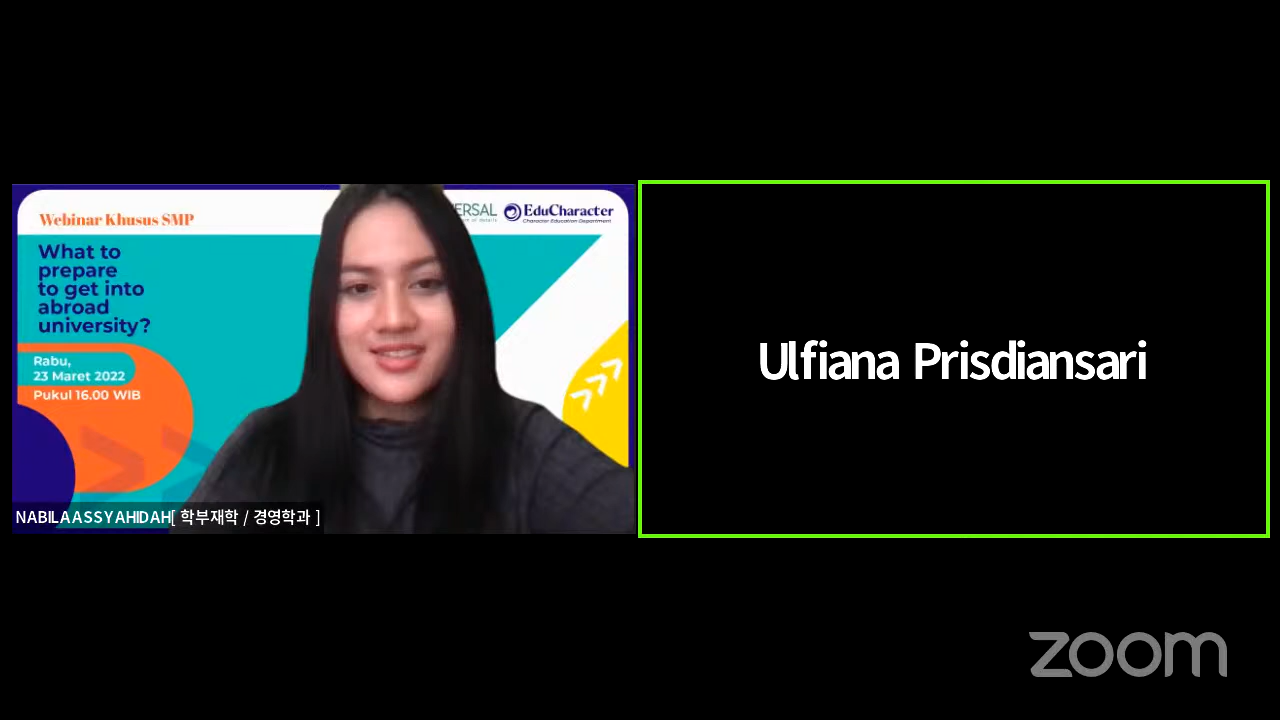 Webinar Khusus SMP
ERSAL
EduCharacter
Character Education Department
What to
prepare
to get into
abroad
university?
Rabu,
23 Maret 2022
Pukul 16.00 WIB
NABILAASSYAHIDAH[ 학부재학 / 경영학과 ]
Ulfiana Prisdiansari
zoom